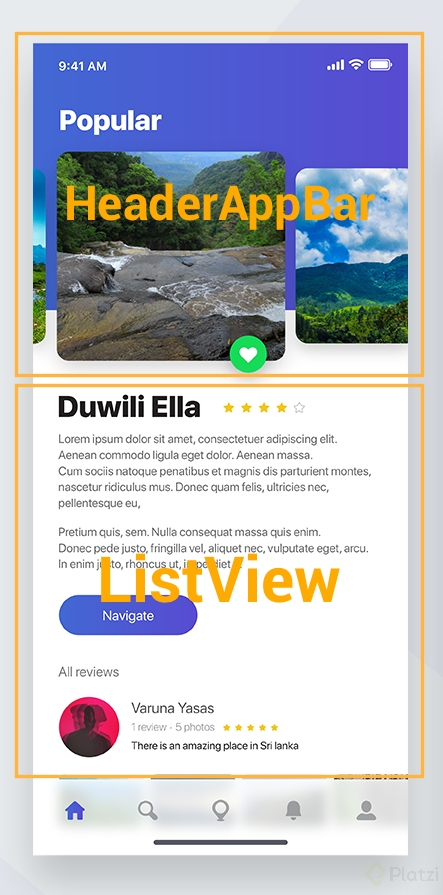 9:41 AM
Popular
HeaderAppBar
Duwili Ella
Lorem ipsum dolor sit amet, consectetuer adipiscing elit.
Aenean commodo ligula eget dolor. Aenean massa.
Cum sociis natoque penatibus et magnis dis parturient montes,
nascetur ridiculus mus. Donec quam felis, ultricies nec,
pellentesque eu,
Pretium quis, sem. Nulla consequat massa quis enim.
Donec pede justo, fringilla vel, aliquet nec, vulputate eget, arcu.
In enim justo, rhoncus ut, imperdiet
ListView
Navigate
All reviews
Varuna Yasas
1 review - 5 photos
There is an amazing place in Sri lanka
Platzi